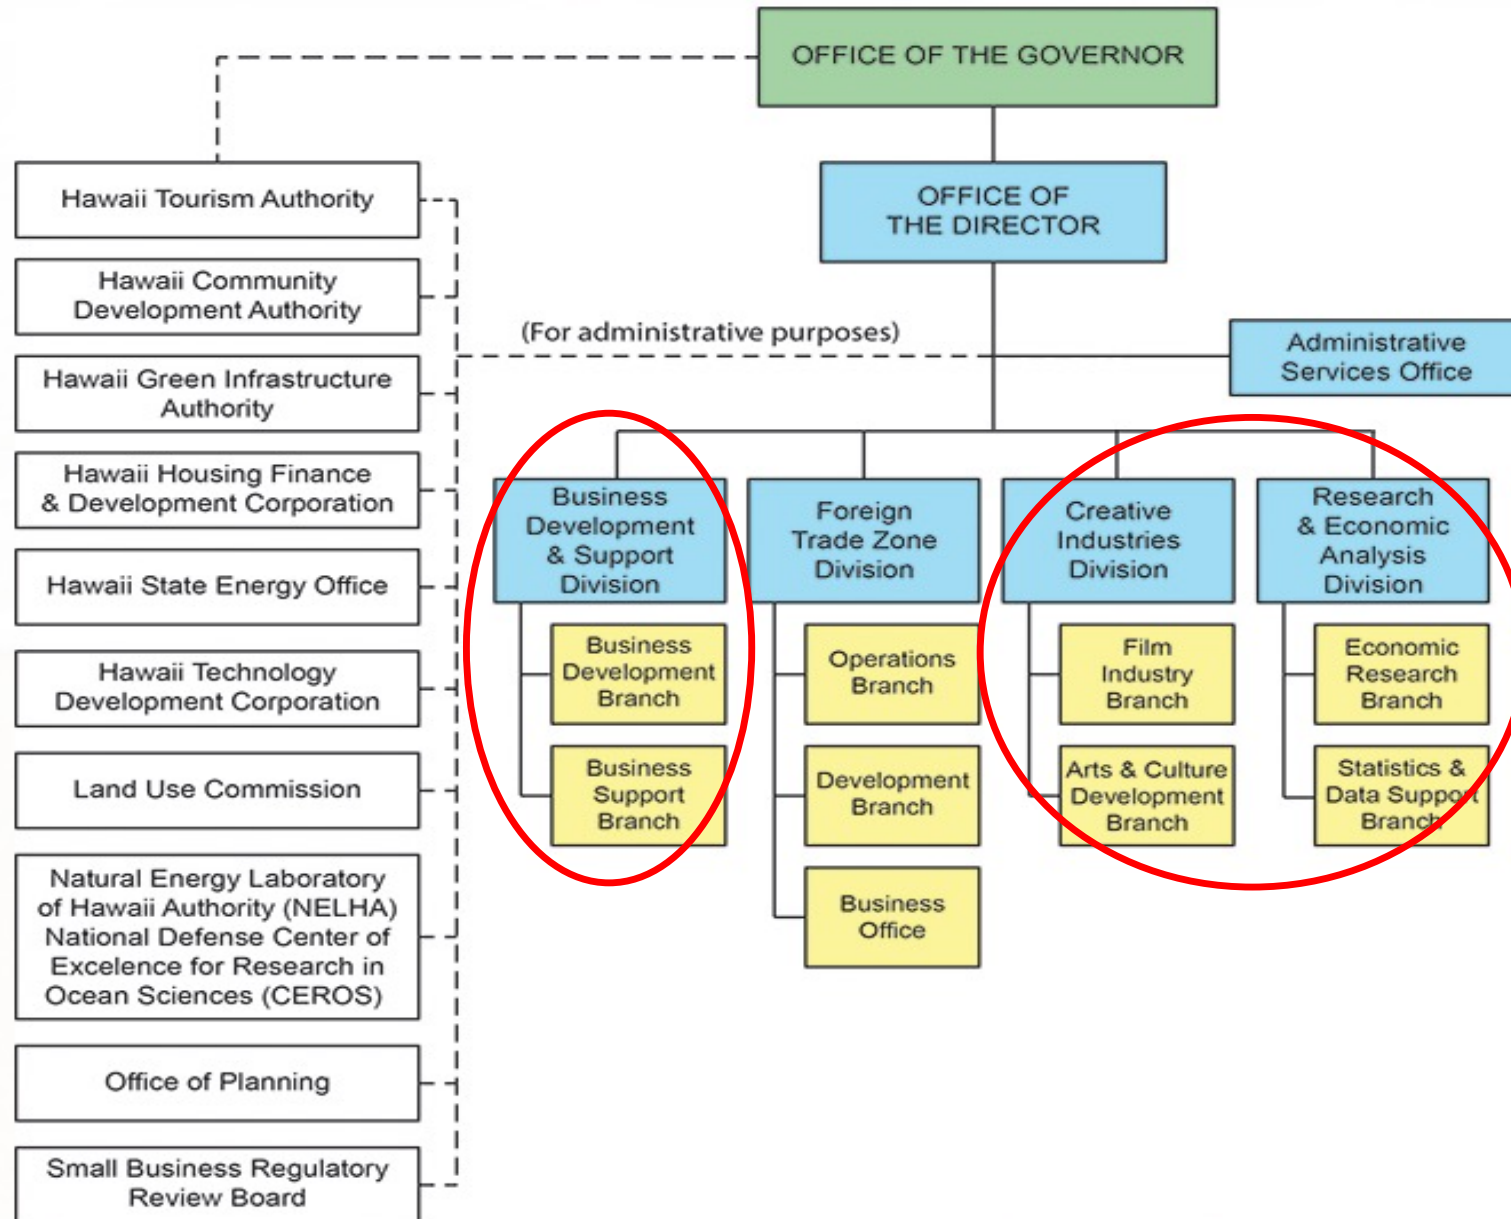 OFFICE OF THE GOVERNOR
OFFICE OF
THE DIRECTOR
(For administrative purposes)
Administrative
Services Office
Hawaii Tourism Authority
Hawaii Community
Development Authority
Hawaii Green Infrastructure
Authority
Hawaii Housing Finance
& Development Corporation
Hawaii State Energy Office
Hawaii Technology
Development Corporation
Land Use Commission
Natural Energy Laboratory
of Hawaii Authority (NELHA)
National Defense Center of
Excelence for Research in
Ocean Sciences (CEROS)
Office of Planning
Small Business Regulatory
Review Board
Business
Development
& Support
Division
Business
Development
Branch
Business
Support
Branch
Foreign
Trade Zone
Division
Operations
Branch
Development
Branch
Business
Office
Creative
Industries
Division
Film
Industry
Branch
Arts & Culture
Development
Branch
Research
& Economic
Analysis
Division
Economic
Research
Branch
Statistics &
Data Support
Branch